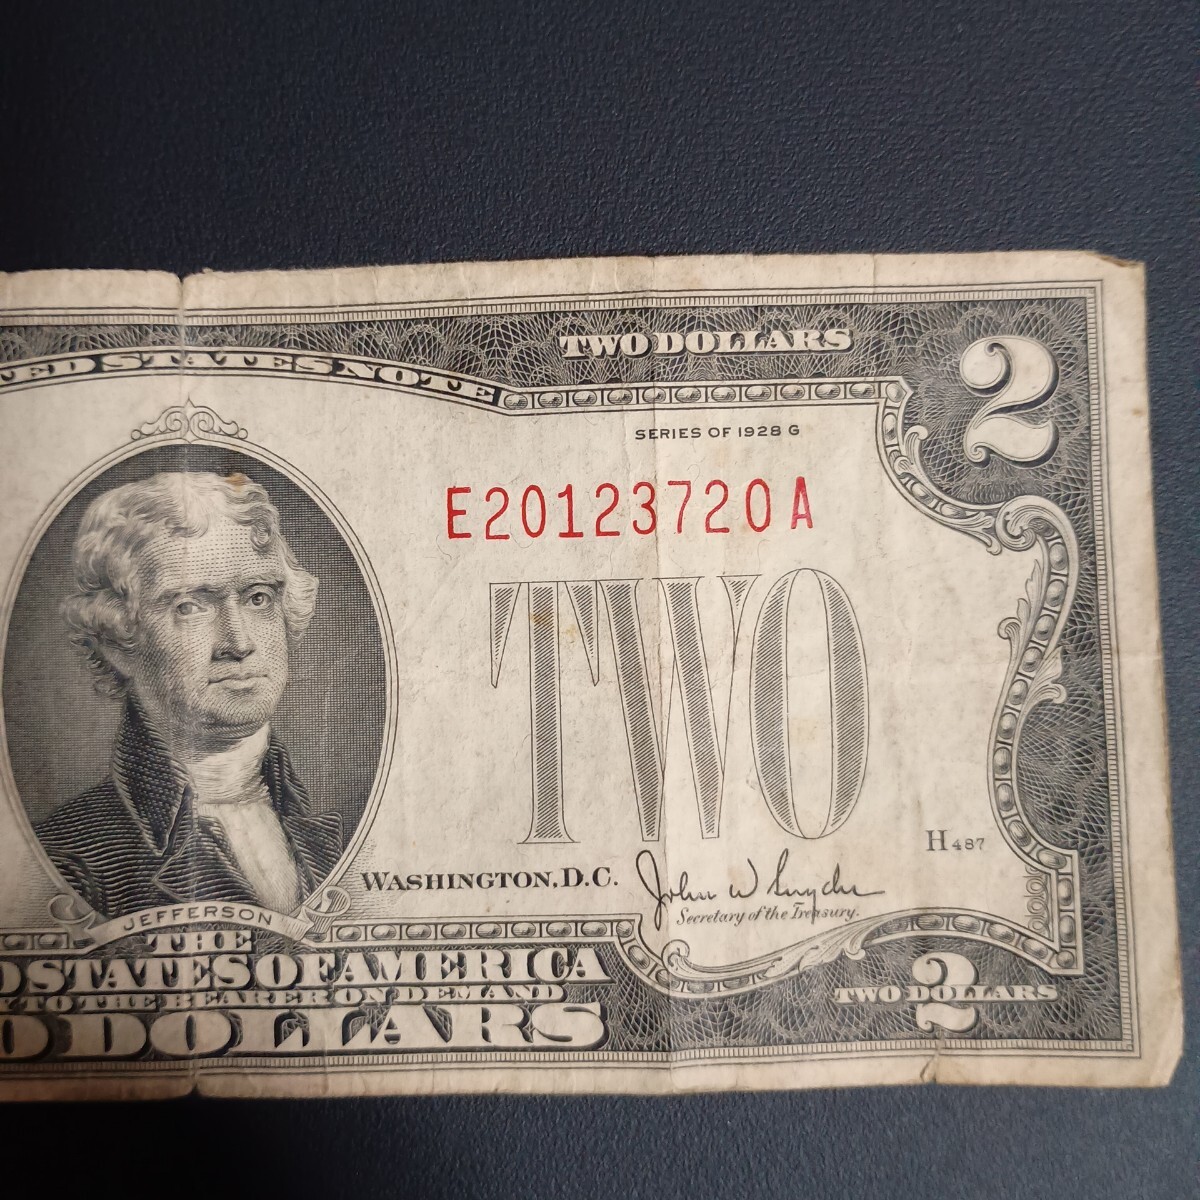 TWO DOLLARS
2
TED STATES NOTE
SERIES OF 1928 G
E20123720A
TWO
H487
WASHINGTON, D.C.
John W Snyder
Secretary of the Treasury.
JEFFERSON
THE
D STATES OF AMERICA
Y TO THE BEARER ON DEMAND
O DOLLARS
2
TWO DOLLARS